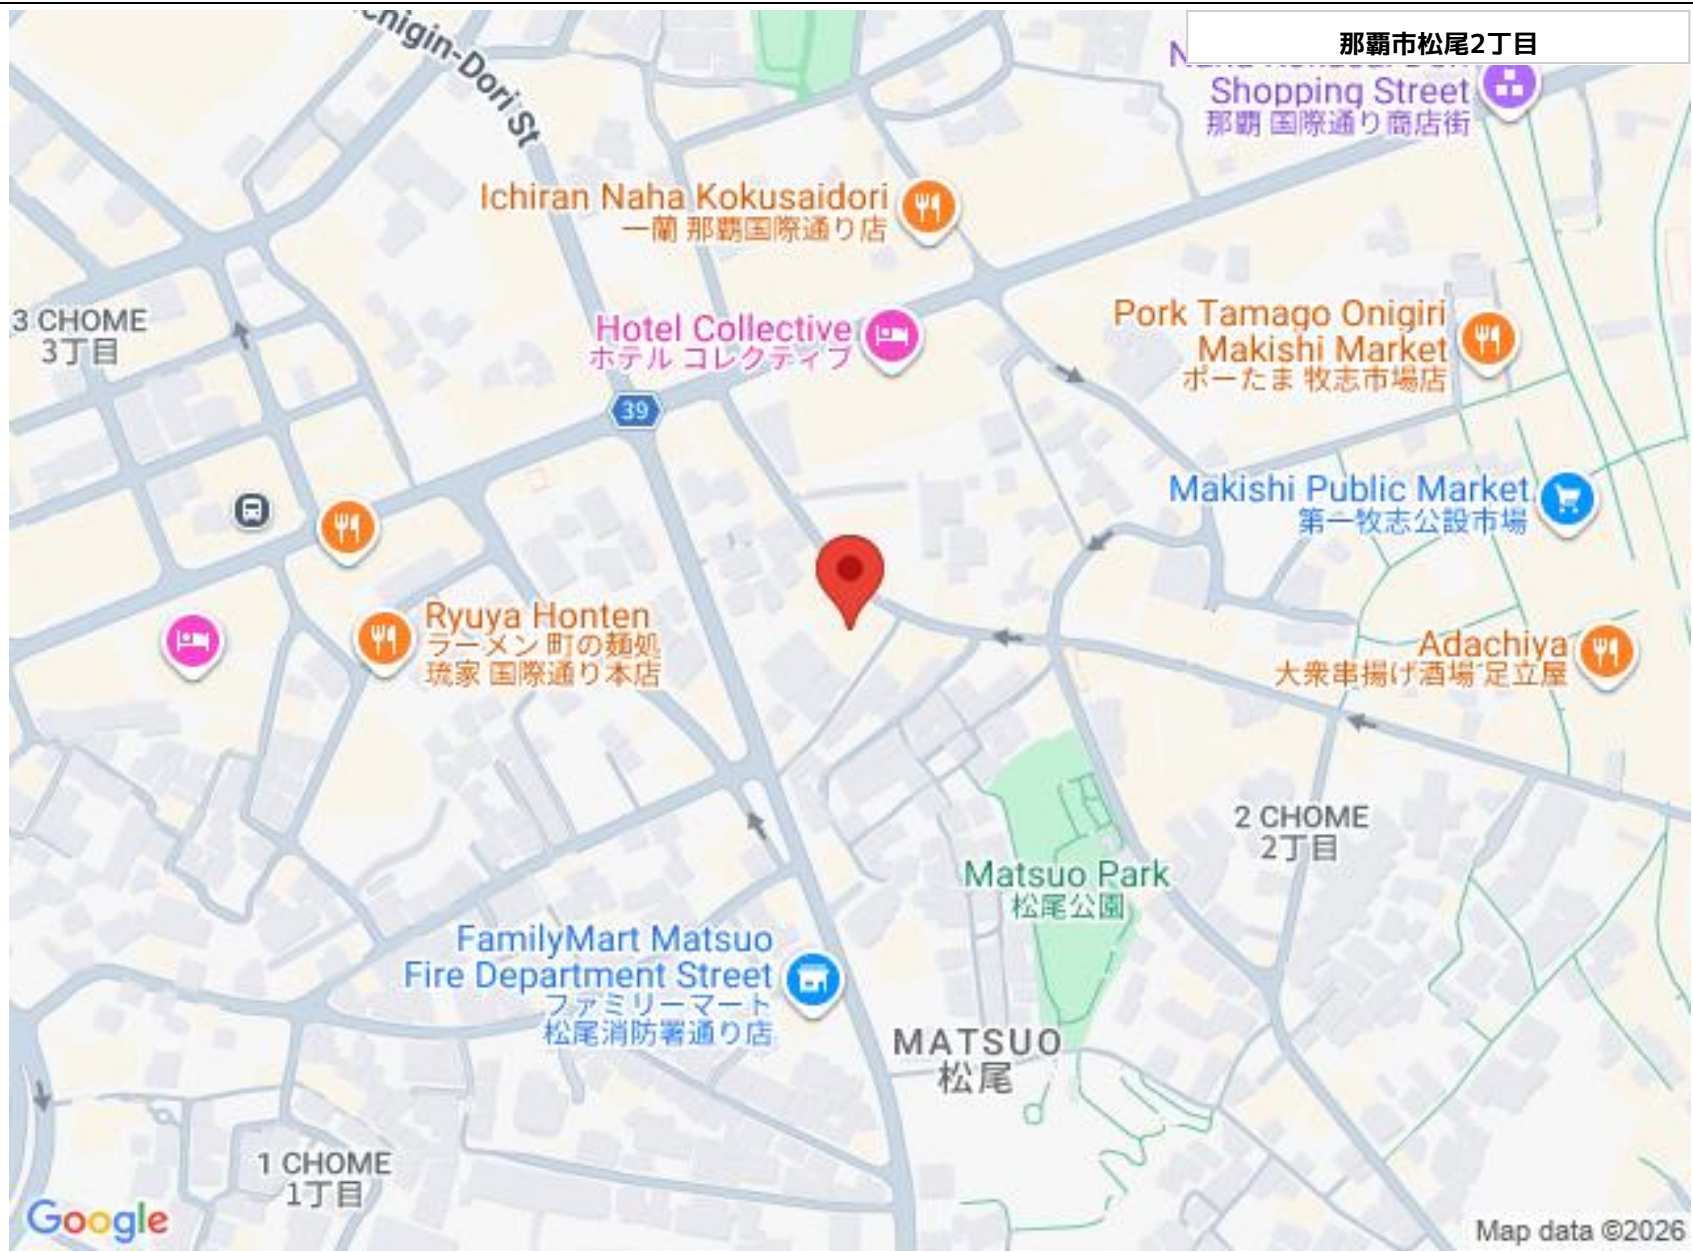 那覇市松尾2丁目
chigin-Dori St
Shopping Street
那覇 国際通り商店街
Ichiran Naha Kokusaidori
一蘭 那覇国際通り店
3 CHOME
3丁目
Hotel Collective
ホテル コレクティブ
Pork Tamago Onigiri
Makishi Market
ポーたま 牧志市場店
39
Makishi Public Market
第一牧志公設市場
Ryuya Honten
ラーメン 町の麺処
琉家 国際通り本店
Adachiya
大衆串揚げ酒場 足立屋
2 CHOME
2丁目
Matsuo Park
松尾公園
FamilyMart Matsuo
Fire Department Street
ファミリーマート
松尾消防署通り店
MATSUO
松尾
1 CHOME
1丁目
Google
Map data ©2026